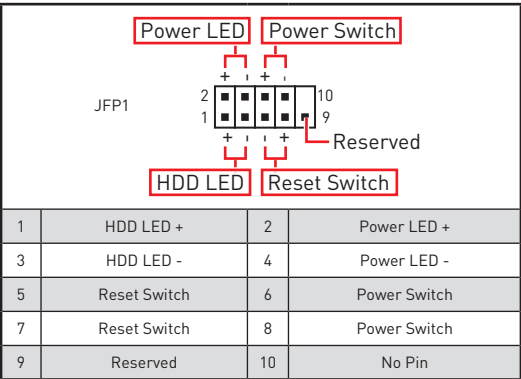 Power LED Power Switch
+ - + -
JFP1
2 10
1 9
+ - - +
Reserved
HDD LED Reset Switch
1 HDD LED + 2 Power LED +
3 HDD LED - 4 Power LED -
5 Reset Switch 6 Power Switch
7 Reset Switch 8 Power Switch
9 Reserved 10 No Pin